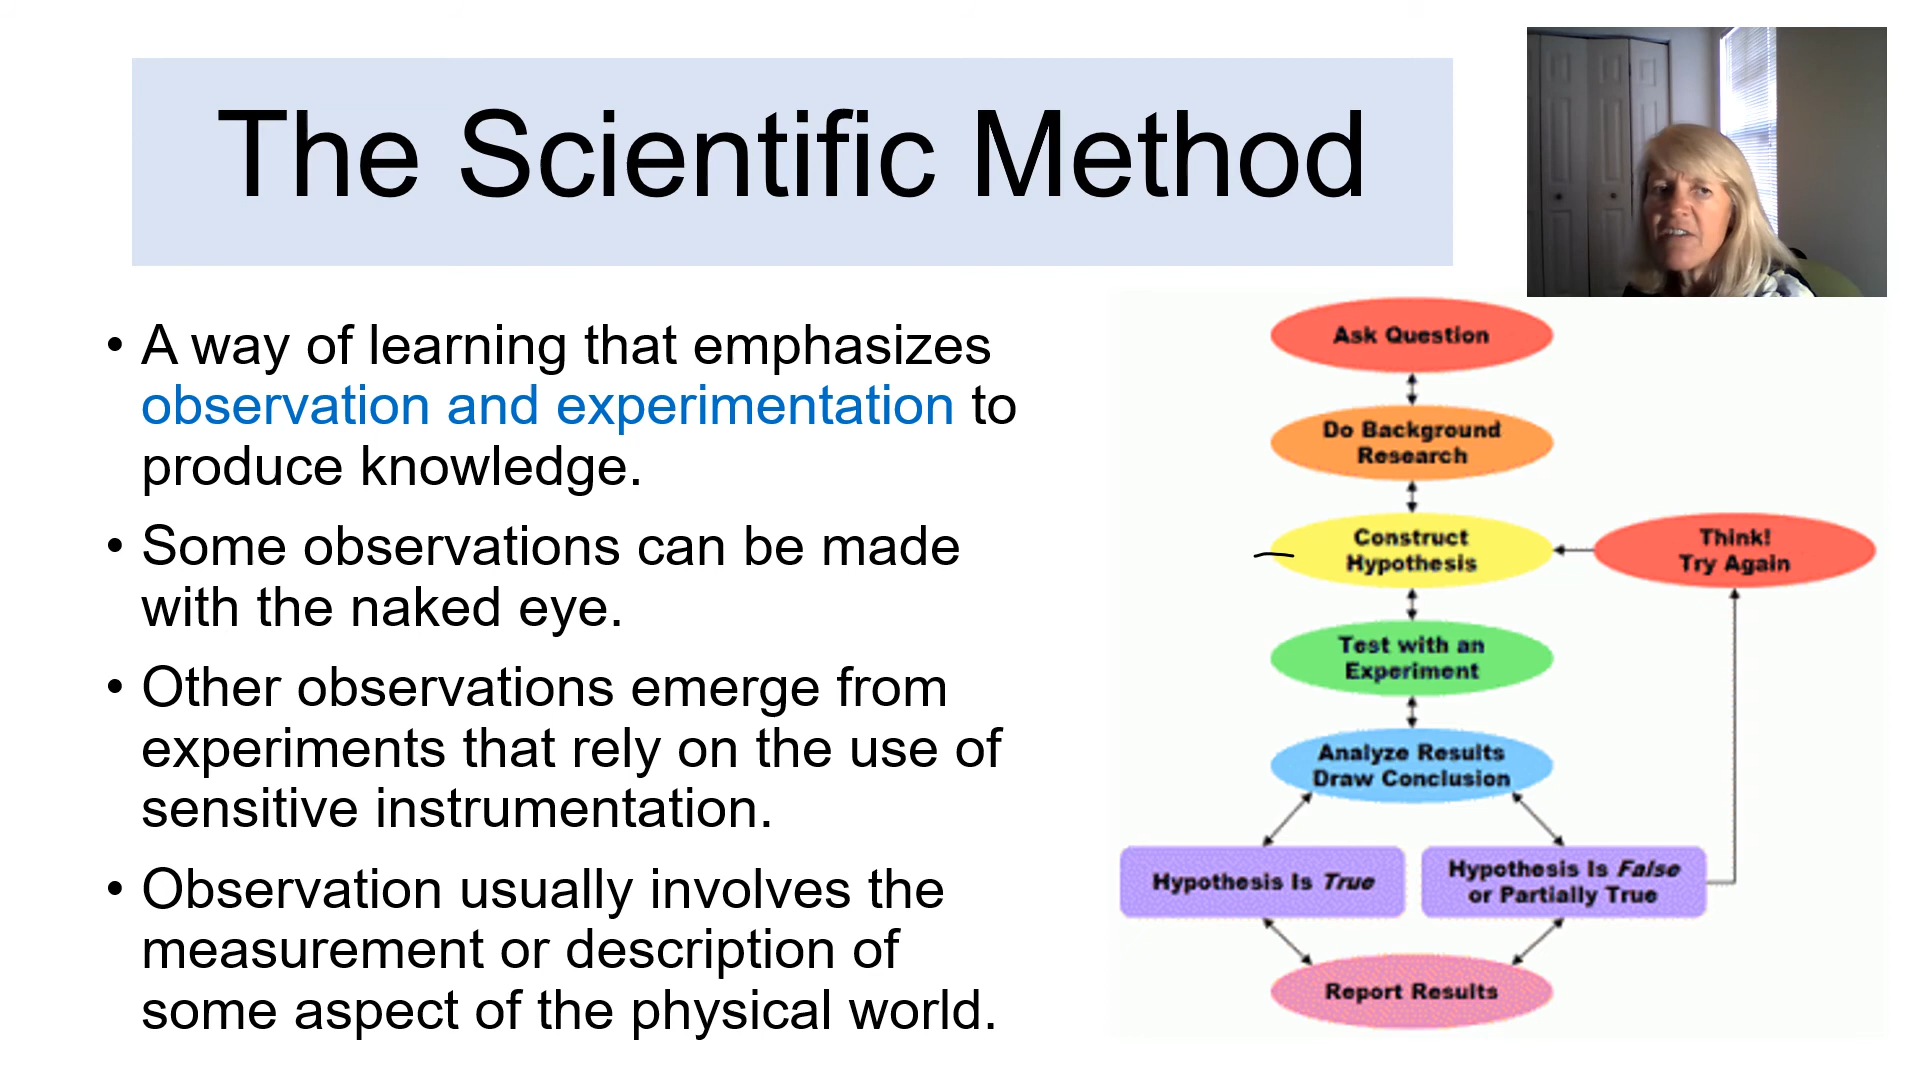 The Scientific Method
• A way of learning that emphasizes
observation and experimentation to
produce knowledge.
• Some observations can be made
with the naked eye.
• Other observations emerge from
experiments that rely on the use of
sensitive instrumentation.
• Observation usually involves the
measurement or description of
some aspect of the physical world.
Ask Question
Do Background
Research
Construct
Hypothesis
Think!
Try Again
Test with an
Experiment
Analyze Results
Draw Conclusion
Hypothesis Is True
Hypothesis Is False
or Partially True
Report Results